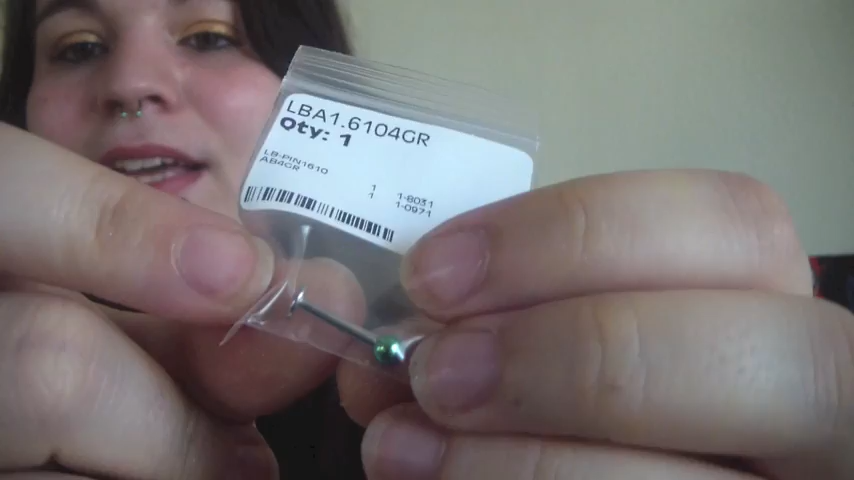 LBA1.6104GR
Qty: 1
LB-PIN1610
AB4GR
1 1-8031
1 1-0971